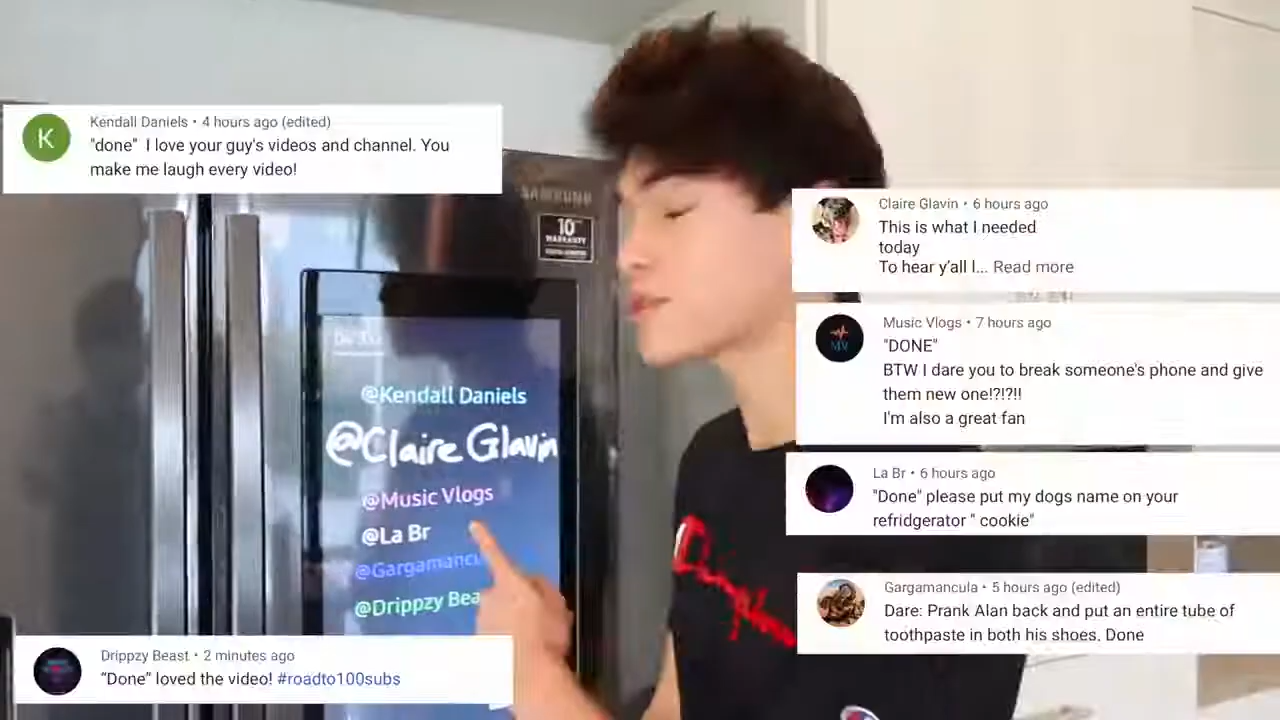 Kendall Daniels • 4 hours ago (edited)
"done" I love your guy's videos and channel. You
make me laugh every video!
SAMSUNG
10
WARRANTY
@Kendall Daniels
@Claire Glavin
@Music Vlogs
@La Br
@Gargamancu
@Drippzy Bea
Claire Glavin • 6 hours ago
This is what I needed
today
To hear y'all l... Read more
Music Vlogs • 7 hours ago
"DONE"
BTW I dare you to break someone's phone and give
them new one!?!?!!
I'm also a great fan
La Br • 6 hours ago
"Done" please put my dogs name on your
refridgerator " cookie"
Gargamancula • 5 hours ago (edited)
Dare: Prank Alan back and put an entire tube of
toothpaste in both his shoes. Done
Drippzy Beast • 2 minutes ago
“Done” loved the video! #roadto100subs